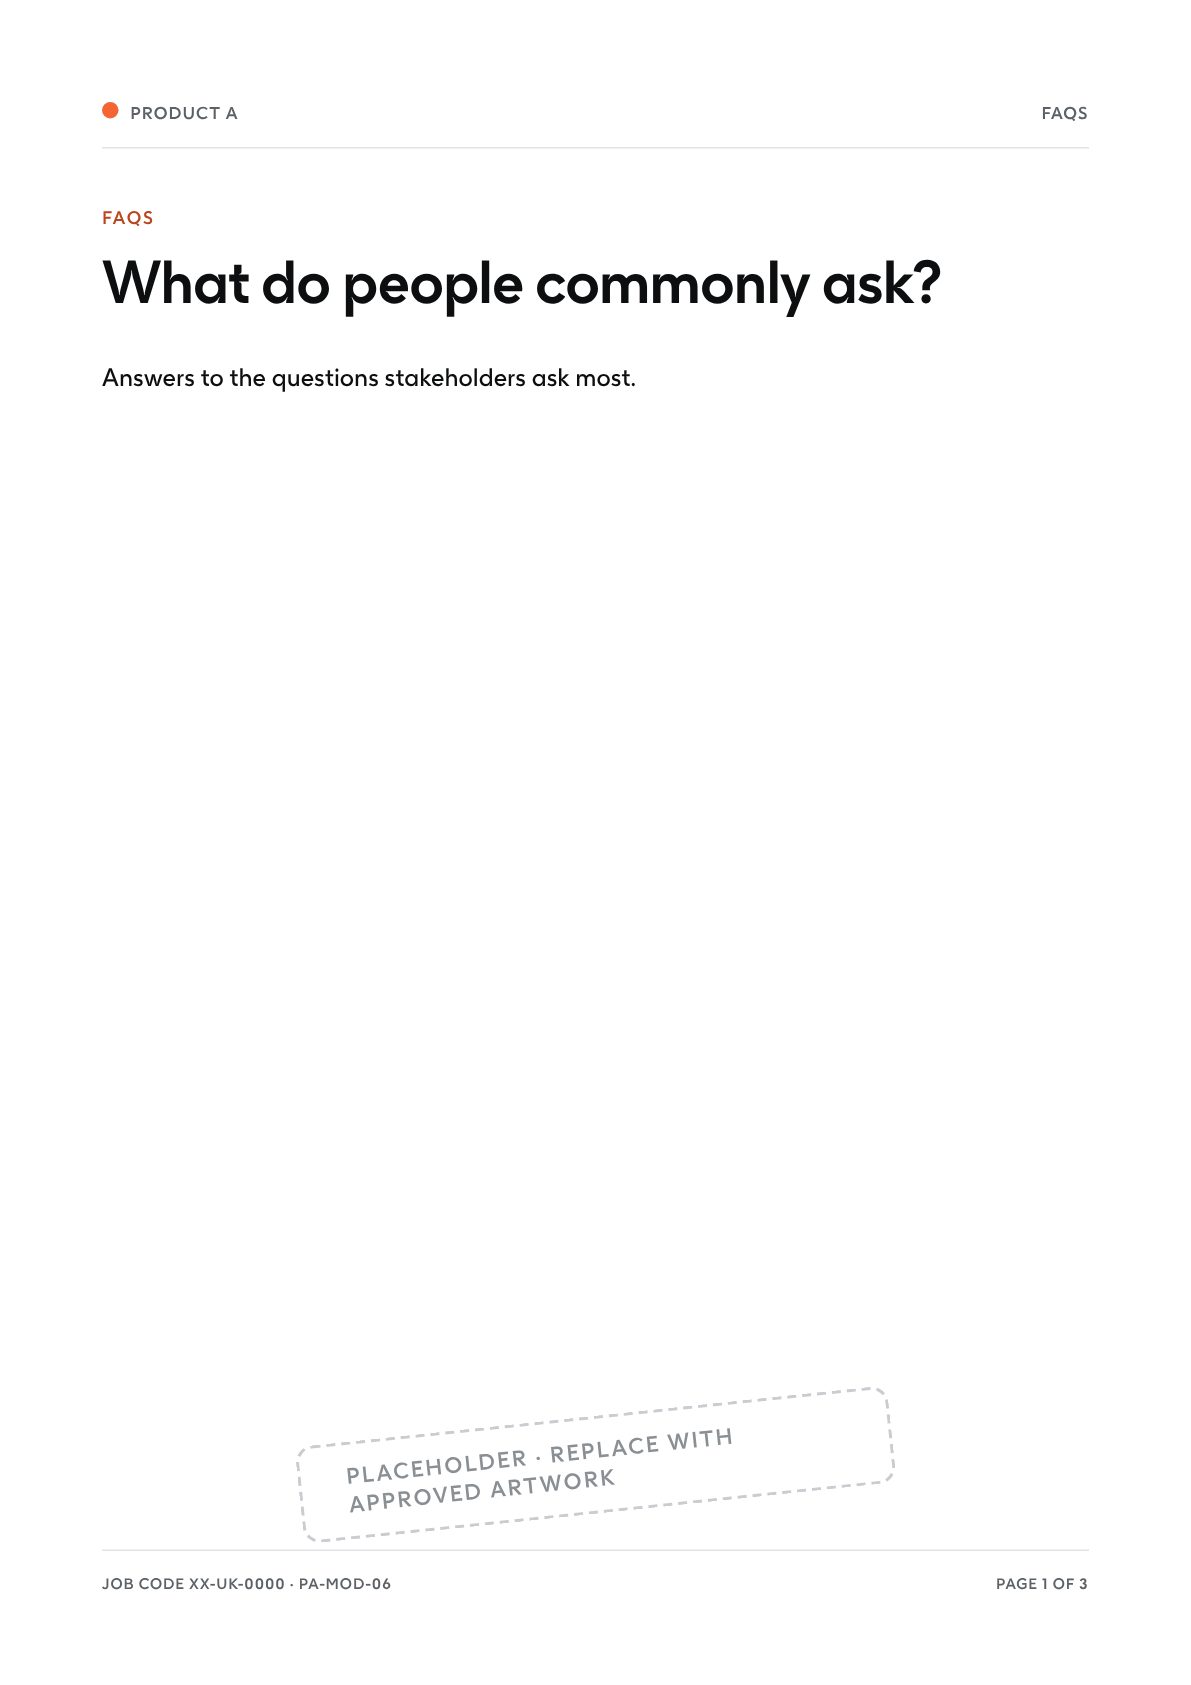 PRODUCT A
FAQS
FAQS
What do people commonly ask?
Answers to the questions stakeholders ask most.
PLACEHOLDER · REPLACE WITH
APPROVED ARTWORK
JOB CODE XX-UK-0000 · PA-MOD-06
PAGE 1 OF 3